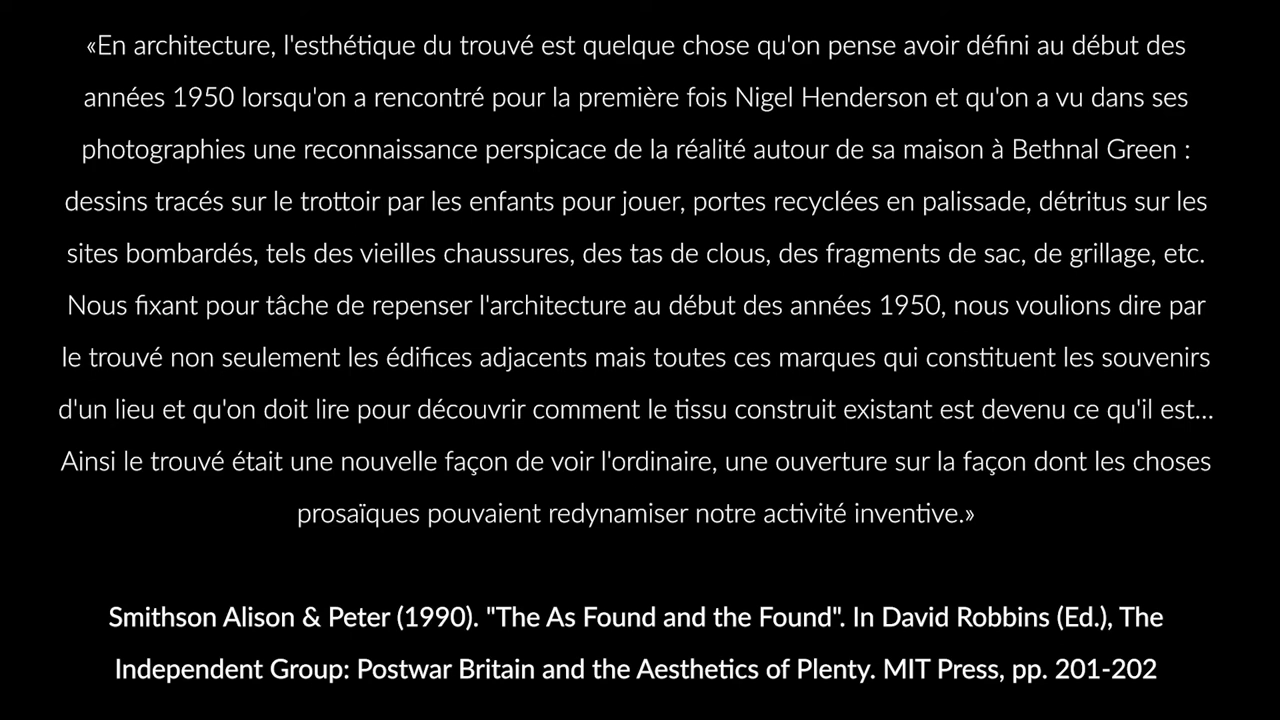 «En architecture, l'esthétique du trouvé est quelque chose qu'on pense avoir défini au début des
années 1950 lorsqu'on a rencontré pour la première fois Nigel Henderson et qu'on a vu dans ses
photographies une reconnaissance perspicace de la réalité autour de sa maison à Bethnal Green :
dessins tracés sur le trottoir par les enfants pour jouer, portes recyclées en palissade, détritus sur les
sites bombardés, tels des vieilles chaussures, des tas de clous, des fragments de sac, de grillage, etc.
Nous fixant pour tâche de repenser l'architecture au début des années 1950, nous voulions dire par
le trouvé non seulement les édifices adjacents mais toutes ces marques qui constituent les souvenirs
d'un lieu et qu'on doit lire pour découvrir comment le tissu construit existant est devenu ce qu'il est...
Ainsi le trouvé était une nouvelle façon de voir l'ordinaire, une ouverture sur la façon dont les choses
prosaïques pouvaient redynamiser notre activité inventive.»
Smithson Alison & Peter (1990). "The As Found and the Found". In David Robbins (Ed.), The
Independent Group: Postwar Britain and the Aesthetics of Plenty. MIT Press, pp. 201-202